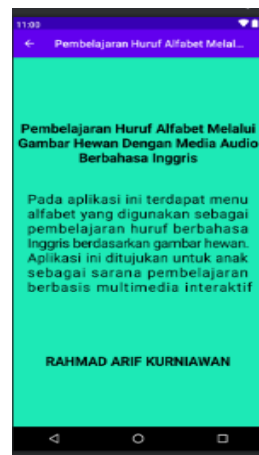 11:00
Pembelajaran Huruf Alfabet Melal...
Pembelajaran Huruf Alfabet Melalui
Gambar Hewan Dengan Media Audio
Berbahasa Inggris
Pada aplikasi ini terdapat menu
alfabet yang digunakan sebagai
pembelajaran huruf berbahasa
Inggris berdasarkan gambar hewan.
Aplikasi ini ditujukan untuk anak
sebagai sarana pembelajaran
berbasis multimedia interaktif
RAHMAD ARIF KURNIAWAN